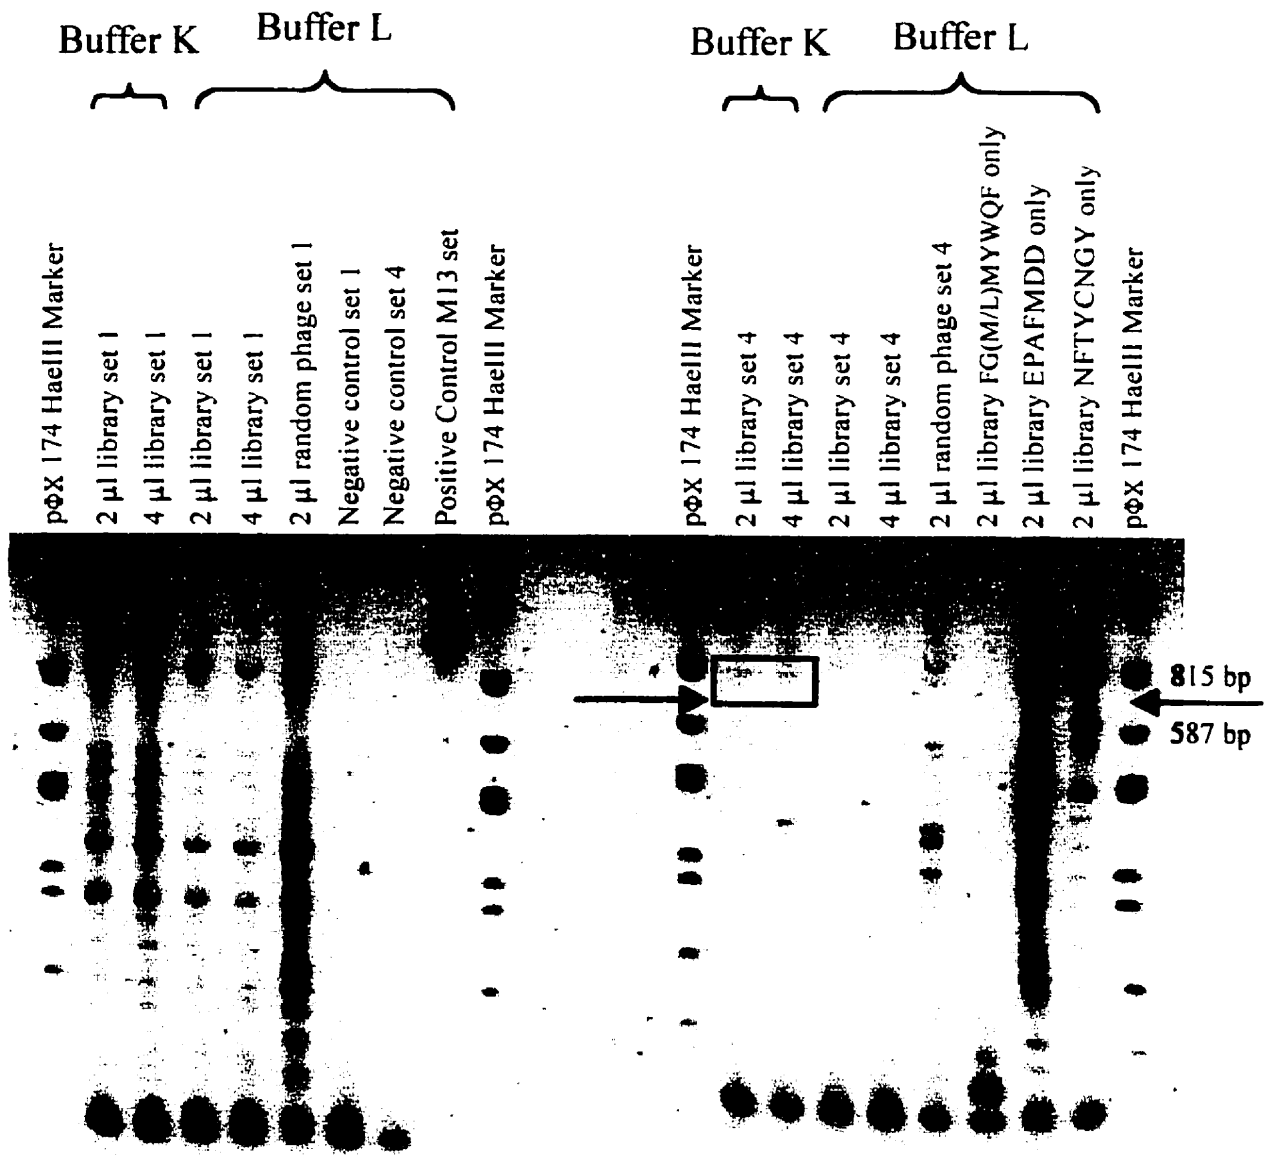 Buffer K
Buffer L
Buffer K
Buffer L
pΦX 174 HaeIII Marker
2 µl library set 1
4 µl library set 1
2 µl library set 1
4 µl library set 1
2 µl random phage set 1
Negative control set 1
Negative control set 4
Positive Control M13 set
pΦX 174 HaeIII Marker
pΦX 174 HaeIII Marker
2 µl library set 4
4 µl library set 4
2 µl library set 4
4 µl library set 4
2 µl random phage set 4
2 µl library FG(M/L)MYWQF only
2 µl library EPAFMDD only
2 µl library NFTYCNGY only
pΦX 174 HaeIII Marker
815 bp
587 bp